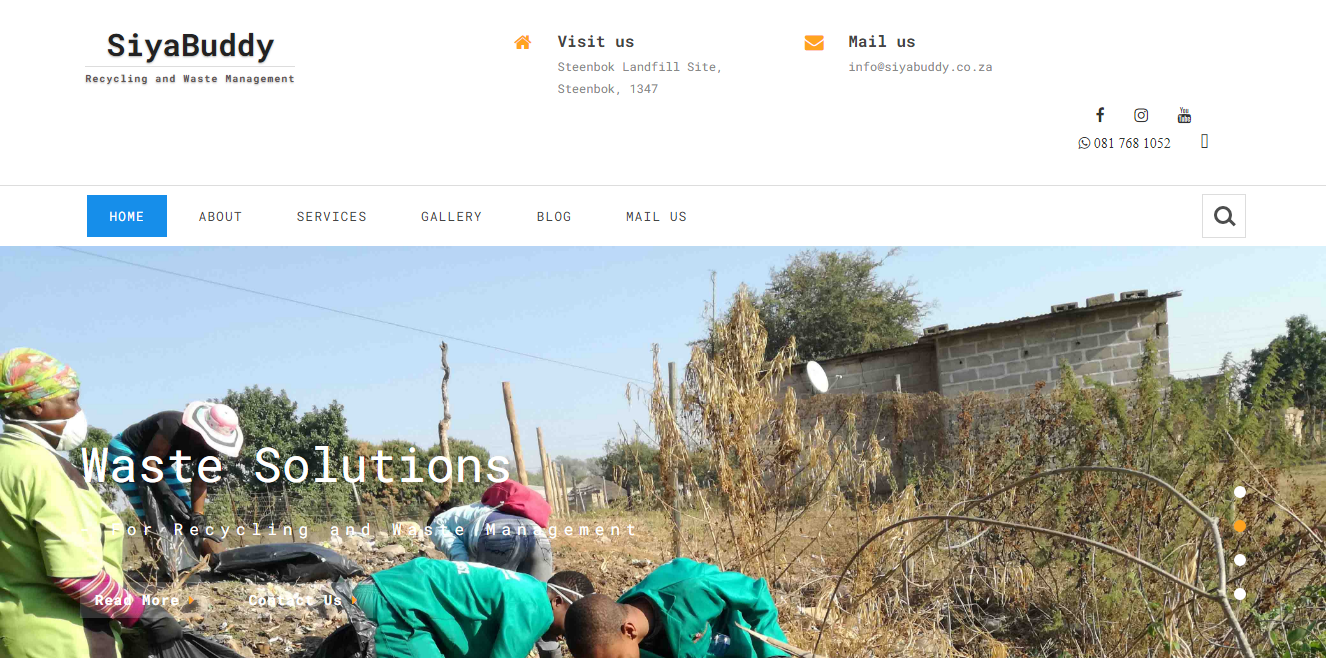 SiyaBuddy
Recycling and Waste Management
Visit us
Steenbok Landfill Site,
Steenbok, 1347
Mail us
info@siyabuddy.co.za
You
Tube
081 768 1052
HOME
ABOUT
SERVICES
GALLERY
BLOG
MAIL US
Waste Solutions
For Recycling and Waste Management
Read More
Contact Us